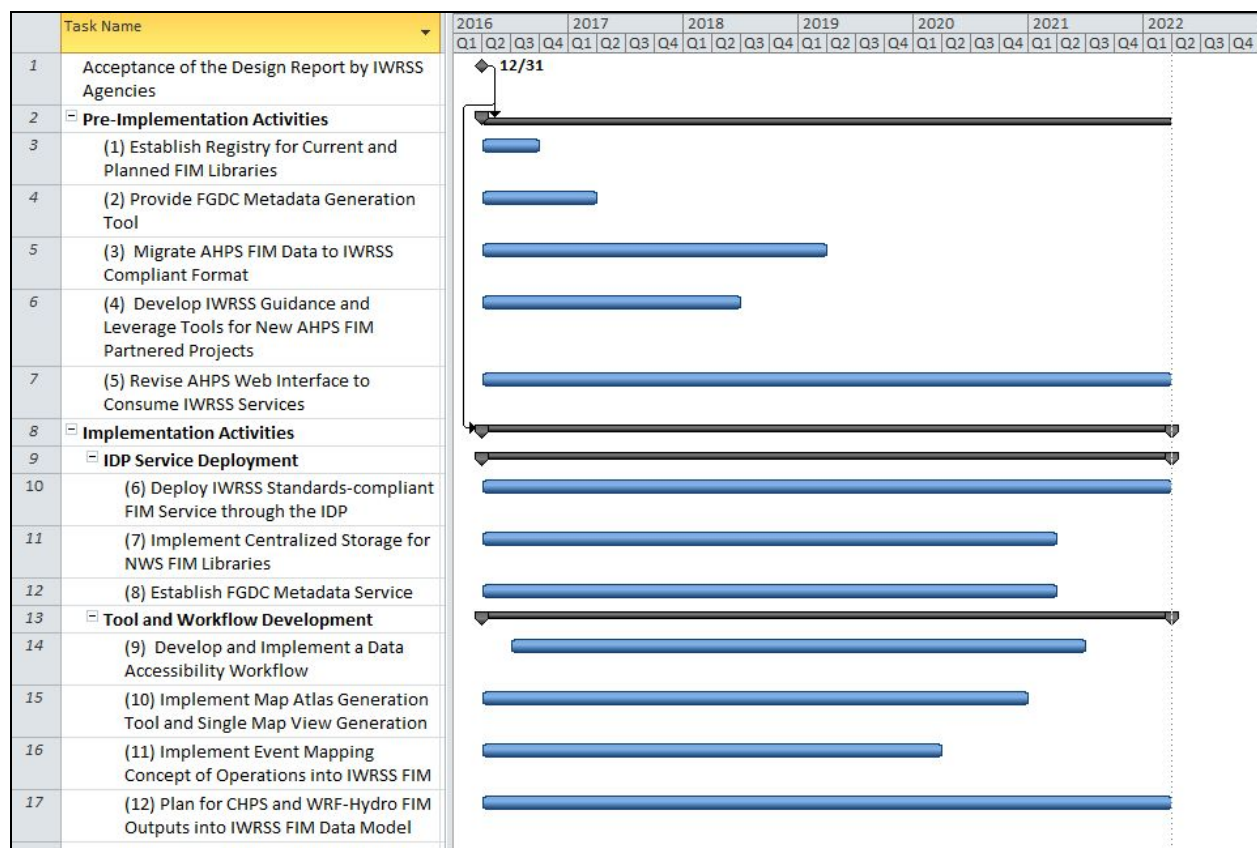 Task Name
2016 2017 2018 2019 2020 2021 2022
Q1 Q2 Q3 Q4 Q1 Q2 Q3 Q4 Q1 Q2 Q3 Q4 Q1 Q2 Q3 Q4 Q1 Q2 Q3 Q4 Q1 Q2 Q3 Q4 Q1 Q2 Q3 Q4
1 Acceptance of the Design Report by IWRSS 12/31
Agencies
2 Pre-Implementation Activities
3 (1) Establish Registry for Current and
Planned FIM Libraries
4 (2) Provide FGDC Metadata Generation
Tool
5 (3) Migrate AHPS FIM Data to IWRSS
Compliant Format
6 (4) Develop IWRSS Guidance and
Leverage Tools for New AHPS FIM
Partnered Projects
7 (5) Revise AHPS Web Interface to
Consume IWRSS Services
8 Implementation Activities
9 IDP Service Deployment
10 (6) Deploy IWRSS Standards-compliant
FIM Service through the IDP
11 (7) Implement Centralized Storage for
NWS FIM Libraries
12 (8) Establish FGDC Metadata Service
13 Tool and Workflow Development
14 (9) Develop and Implement a Data
Accessibility Workflow
15 (10) Implement Map Atlas Generation
Tool and Single Map View Generation
16 (11) Implement Event Mapping
Concept of Operations into IWRSS FIM
17 (12) Plan for CHPS and WRF-Hydro FIM
Outputs into IWRSS FIM Data Model